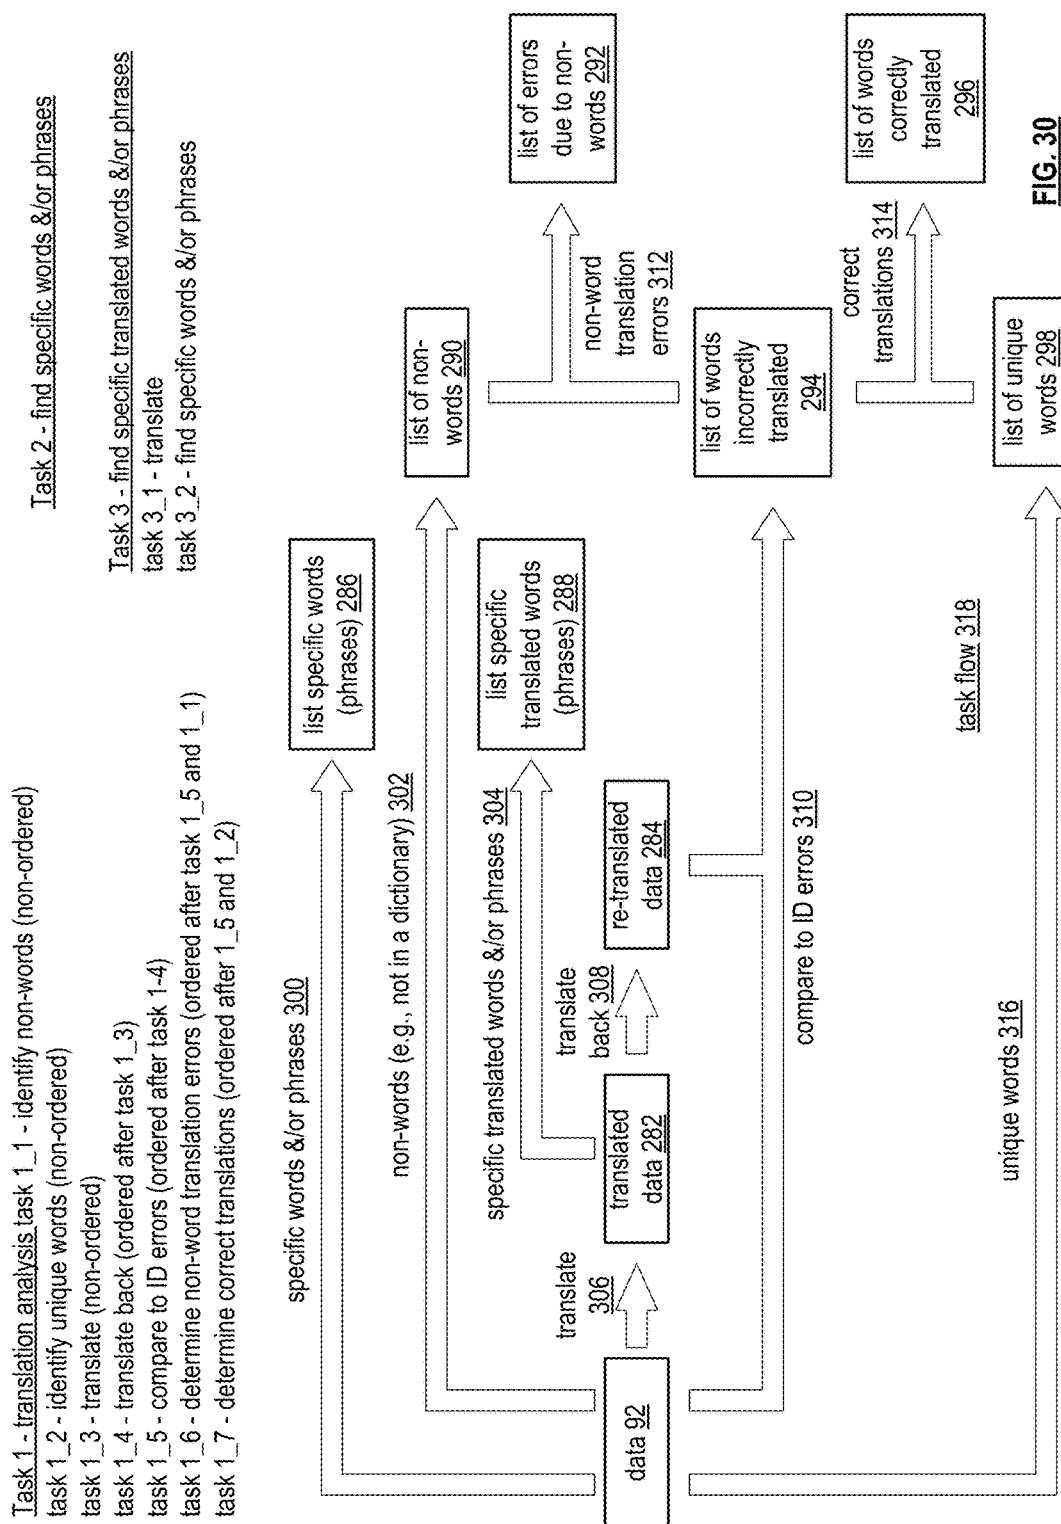 Task 1 - translation analysis task 1_1 - identify non-words (non-ordered)
task 1_2 - identify unique words (non-ordered)
task 1_3 - translate (non-ordered)
task 1_4 - translate back (ordered after task 1_3)
task 1_5 - compare to ID errors (ordered after task 1-4)
task 1_6 - determine non-word translation errors (ordered after task 1_5 and 1_1)
task 1_7 - determine correct translations (ordered after 1_5 and 1_2)
Task 2 - find specific words &/or phrases
Task 3 - find specific translated words &/or phrases
task 3_1 - translate
task 3_2 - find specific words &/or phrases
specific words &/or phrases 300
list specific words
(phrases) 286
non-words (e.g., not in a dictionary) 302
list of non-
words 290
list of errors
due to non-
words 292
specific translated words &/or phrases 304
list specific
translated words
(phrases) 288
non-word
translation
errors 312
translate
306
translate
back 308
data 92
translated
data 282
re-translated
data 284
list of words
incorrectly
translated
294
compare to ID errors 310
correct
translations 314
list of words
correctly
translated
296
task flow 318
unique words 316
list of unique
words 298
FIG. 30